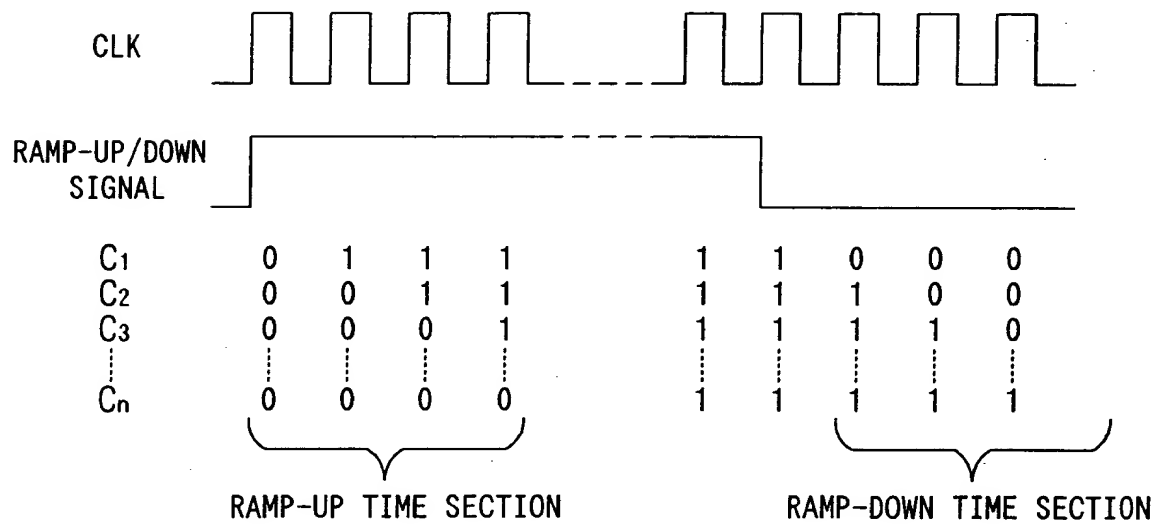 CLK
RAMP-UP/DOWN
SIGNAL
C1 0 1 1 1 1 1 0 0 0
C2 0 0 1 1 1 1 1 0 0
C3 0 0 0 1 1 1 1 1 0
Cn 0 0 0 0 1 1 1 1 1
RAMP-UP TIME SECTION RAMP-DOWN TIME SECTION